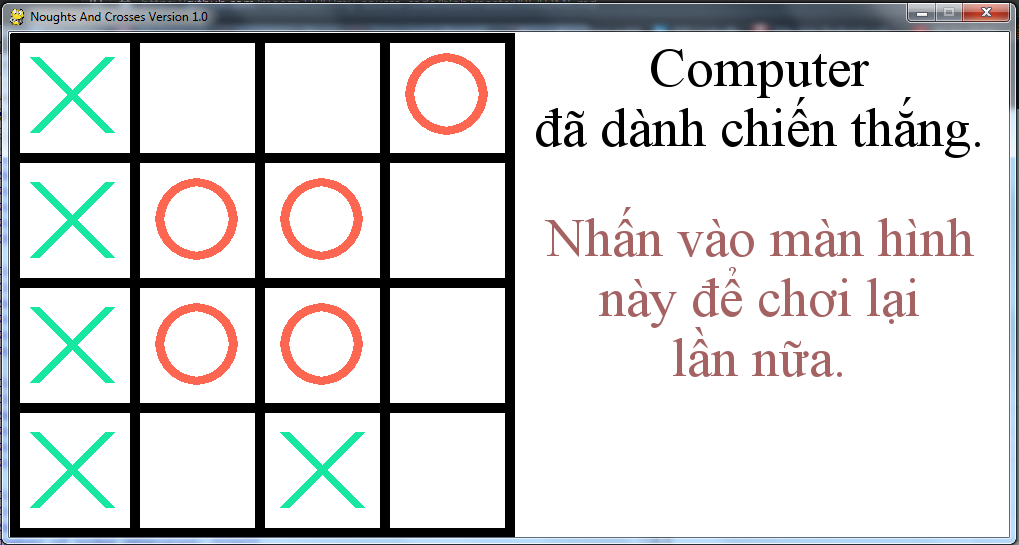 Noughts And Crosses Version 1.0
Computer
đã dành chiến thắng.
Nhấn vào màn hình
này để chơi lại
lần nữa.